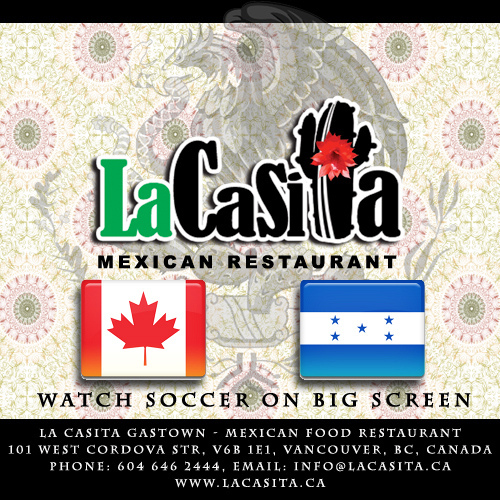 LaCasita
MEXICAN RESTAURANT
WATCH SOCCER ON BIG SCREEN
LA CASITA GASTOWN - MEXICAN FOOD RESTAURANT
101 WEST CORDOVA STR, V6B 1E1, VANCOUVER, BC, CANADA
PHONE: 604 646 2444, EMAIL: INFO@LACASITA.CA
WWW.LACASITA.CA